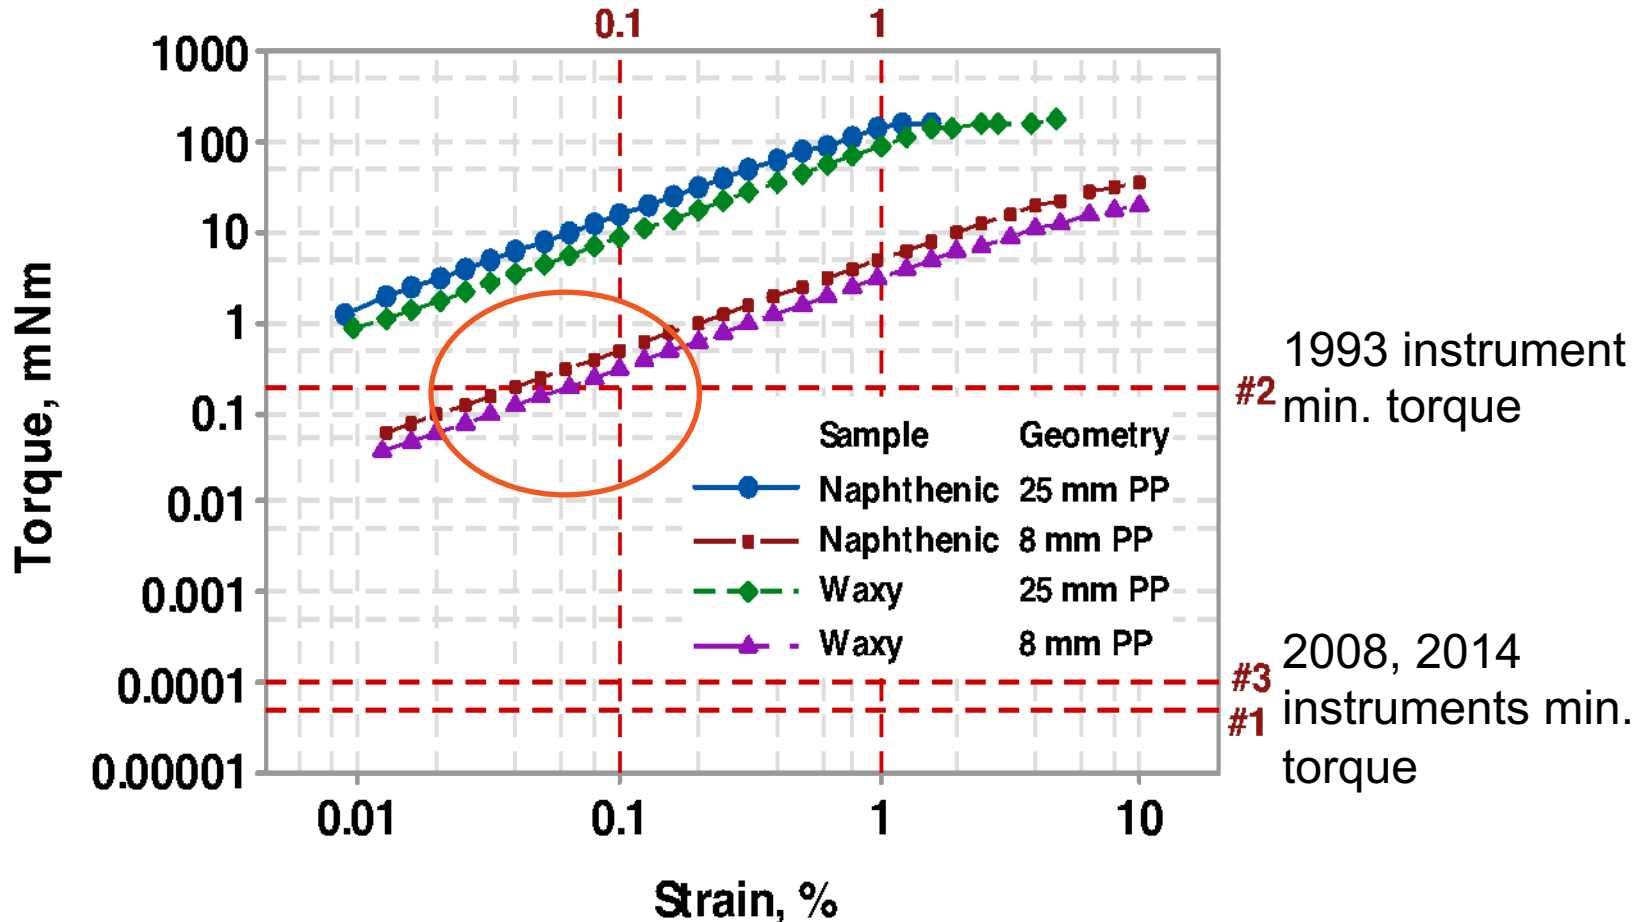 0.1 1
1000
100
10
1
0.1
0.01
0.001
0.0001
0.00001
Torque, mNm
0.01 0.1 1 10
Strain, %
Sample Geometry
Naphthenic 25 mm PP
Naphthenic 8 mm PP
Waxy 25 mm PP
Waxy 8 mm PP
#2
1993 instrument
min. torque
#3
#1
2008, 2014
instruments min.
torque